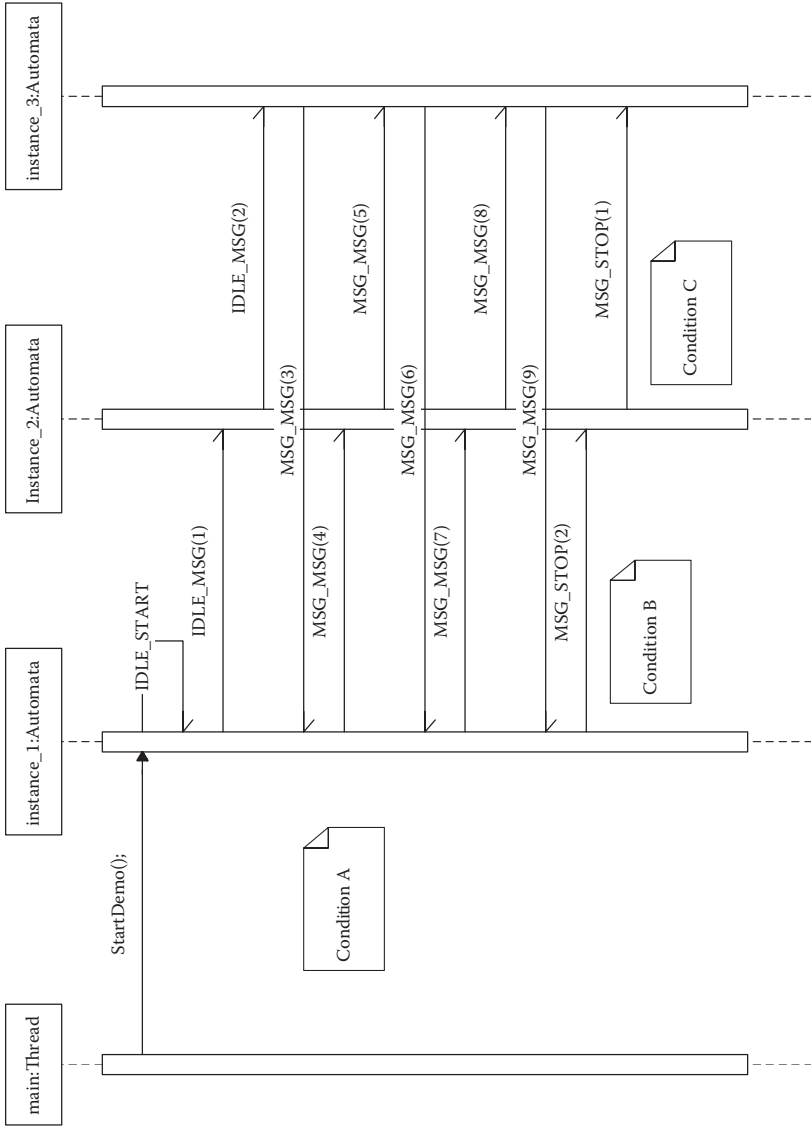 main:Thread
instance_1:Automata
Instance_2:Automata
instance_3:Automata
StartDemo();
IDLE_START
IDLE_MSG(1)
IDLE_MSG(2)
MSG_MSG(3)
MSG_MSG(4)
MSG_MSG(5)
MSG_MSG(6)
MSG_MSG(7)
MSG_MSG(8)
MSG_MSG(9)
MSG_STOP(2)
MSG_STOP(1)
Condition A
Condition B
Condition C